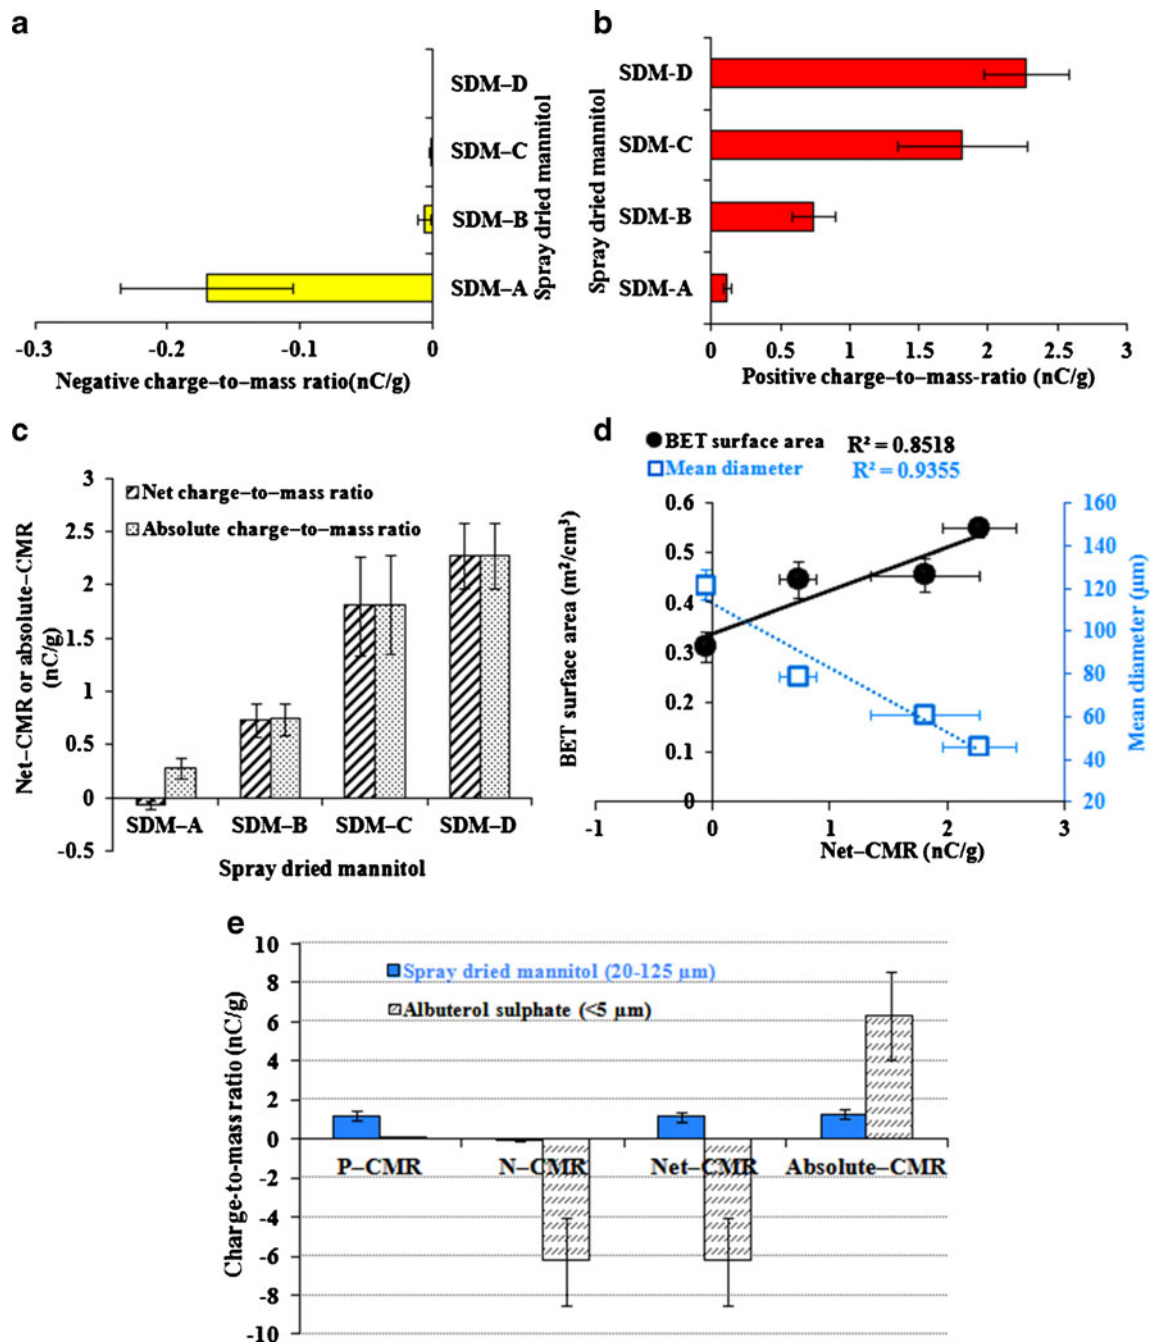 a
SDM–D
SDM–C
SDM–B
SDM–A
Spray dried mannitol
-0.3 -0.2 -0.1 0
Negative charge–to–mass ratio(nC/g)
b
Spray dried mannitol
SDM-D
SDM-C
SDM-B
SDM-A
0 0.5 1 1.5 2 2.5 3
Positive charge–to–mass–ratio (nC/g)
c
Net–CMR or absolute–CMR
(nC/g)
3
2.5
2
1.5
1
0.5
0
-0.5
Net charge–to–mass ratio
Absolute charge–to–mass ratio
SDM–A SDM–B SDM–C SDM–D
Spray dried mannitol
d
BET surface area R² = 0.8518
Mean diameter R² = 0.9355
BET surface area (m²/cm³)
0.6
0.5
0.4
0.3
0.2
0.1
0
160
140
120
100
80
60
40
20
Mean diameter (µm)
-1 0 1 2 3
Net–CMR (nC/g)
e
Charge-to-mass ratio (nC/g)
10
8
6
4
2
0
-2
-4
-6
-8
-10
Spray dried mannitol (20-125 µm)
Albuterol sulphate (<5 µm)
P–CMR N–CMR Net–CMR Absolute–CMR